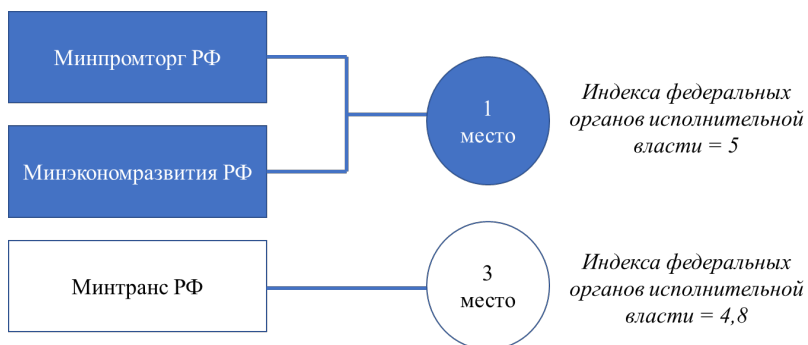 Минпромторг РФ
1
место
Индекса федеральных
органов исполнительной
власти = 5
Минэкономразвития РФ
Минтранс РФ
3
место
Индекса федеральных
органов исполнительной
власти = 4,8